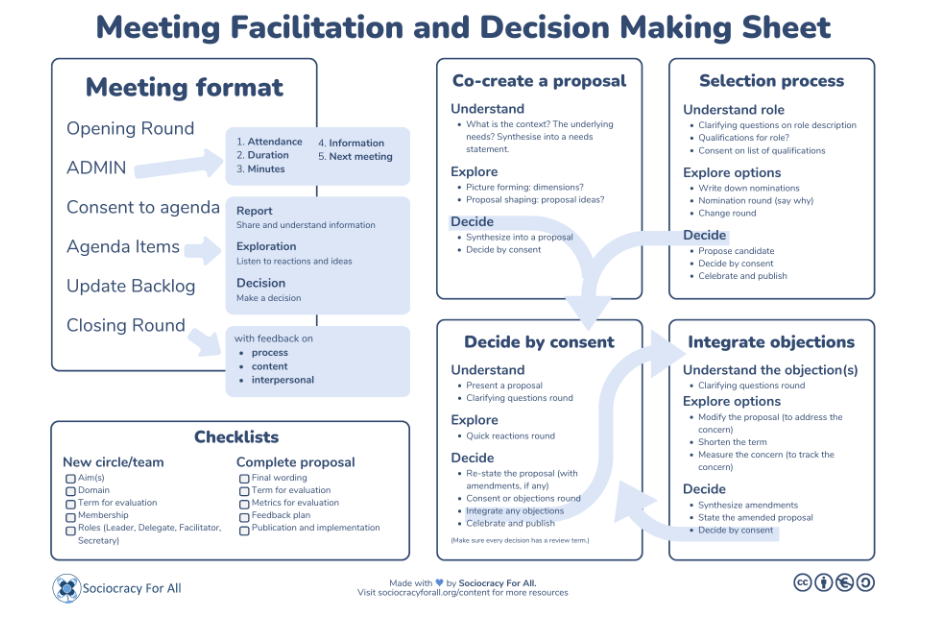 Meeting Facilitation and Decision Making Sheet
Meeting format
Opening Round
ADMIN
1. Attendance
2. Duration
3. Minutes
4. Information
5. Next meeting
Consent to agenda
Agenda Items
Report
Share and understand information
Exploration
Listen to reactions and ideas
Decision
Make a decision
Update Backlog
Closing Round
with feedback on
• process
• content
• interpersonal
Checklists
New circle/team
Aim(s)
Domain
Term for evaluation
Membership
Roles (Leader, Delegate, Facilitator,
Secretary)
Complete proposal
Final wording
Term for evaluation
Metrics for evaluation
Feedback plan
Publication and implementation
Co-create a proposal
Understand
• What is the context? The underlying
needs? Synthesise into a needs
statement.
Explore
• Picture forming: dimensions?
• Proposal shaping: proposal ideas?
Decide
• Synthesize into a proposal
• Decide by consent
Selection process
Understand role
• Clarifying questions on role description
• Qualifications for role?
• Consent on list of qualifications
Explore options
• Write down nominations
• Nomination round (say why)
• Change round
Decide
• Propose candidate
• Decide by consent
• Celebrate and publish
Decide by consent
Understand
• Present a proposal
• Clarifying questions round
Explore
• Quick reactions round
Decide
• Re-state the proposal (with
amendments, if any)
• Consent or objections round
• Integrate any objections
• Celebrate and publish
(Make sure every decision has a review term.)
Integrate objections
Understand the objection(s)
• Clarifying questions round
Explore options
• Modify the proposal (to address the
concern)
• Shorten the term
• Measure the concern (to track the
concern)
Decide
• Synthesize amendments
• State the amended proposal
• Decide by consent
Sociocracy For All
Made with ♥ by Sociocracy For All.
Visit sociocracyforall.org/content for more resources
cc